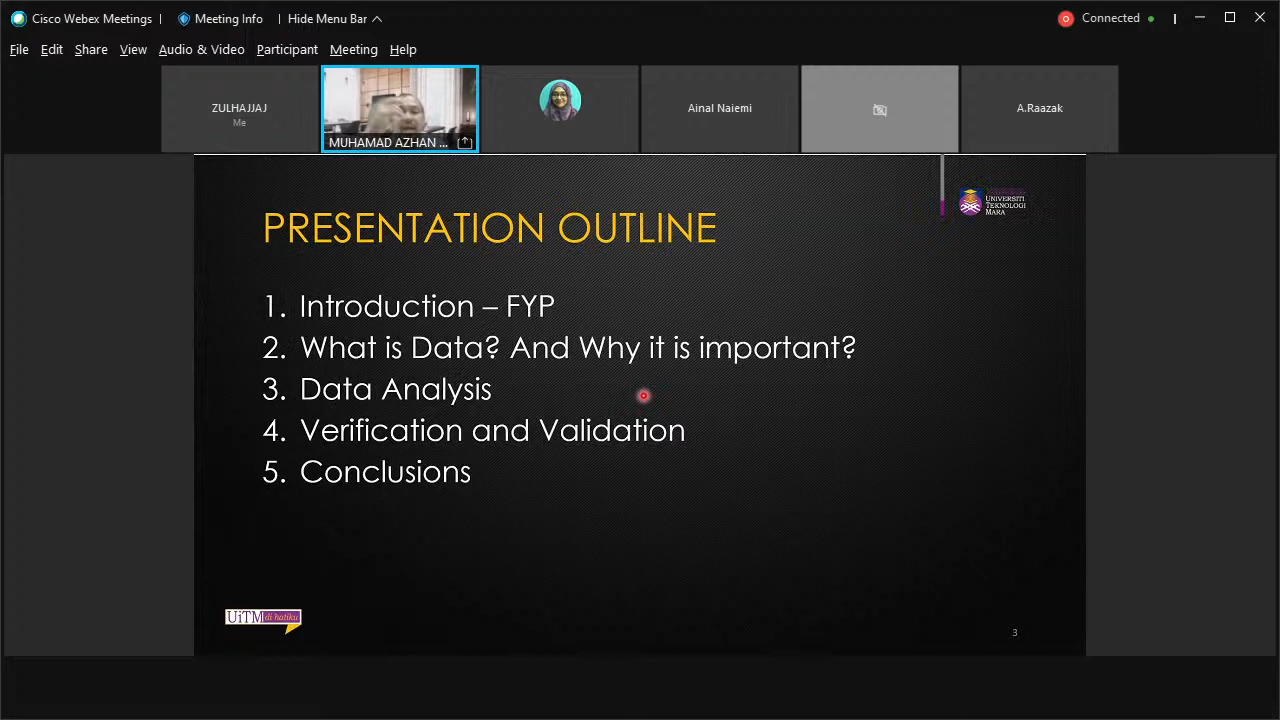 Cisco Webex Meetings
Meeting Info
Hide Menu Bar
Connected
File Edit Share View Audio & Video Participant Meeting Help
ZULHAJJAJ
Me
MUHAMAD AZHAN ...
Ainal Naiemi
A.Raazak
UNIVERSITI
TEKNOLOGI
MARA
PRESENTATION OUTLINE
1. Introduction – FYP
2. What is Data? And Why it is important?
3. Data Analysis
4. Verification and Validation
5. Conclusions
UiTM di hatiku
3